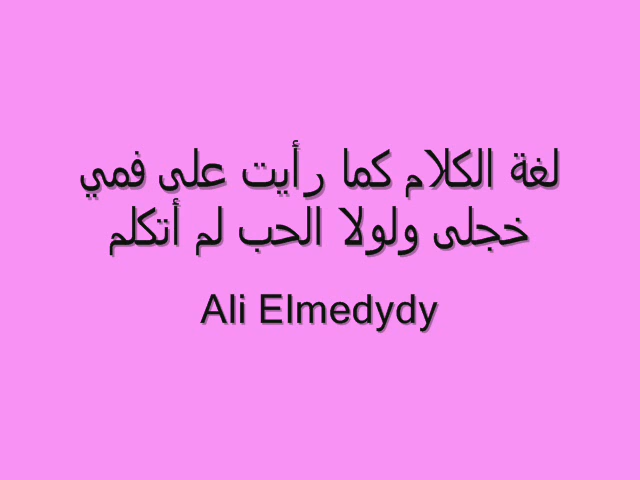 لغة الكلام كما رأيت على فمي
خجلى ولولا الحب لم أتكلم
Ali Elmedydy